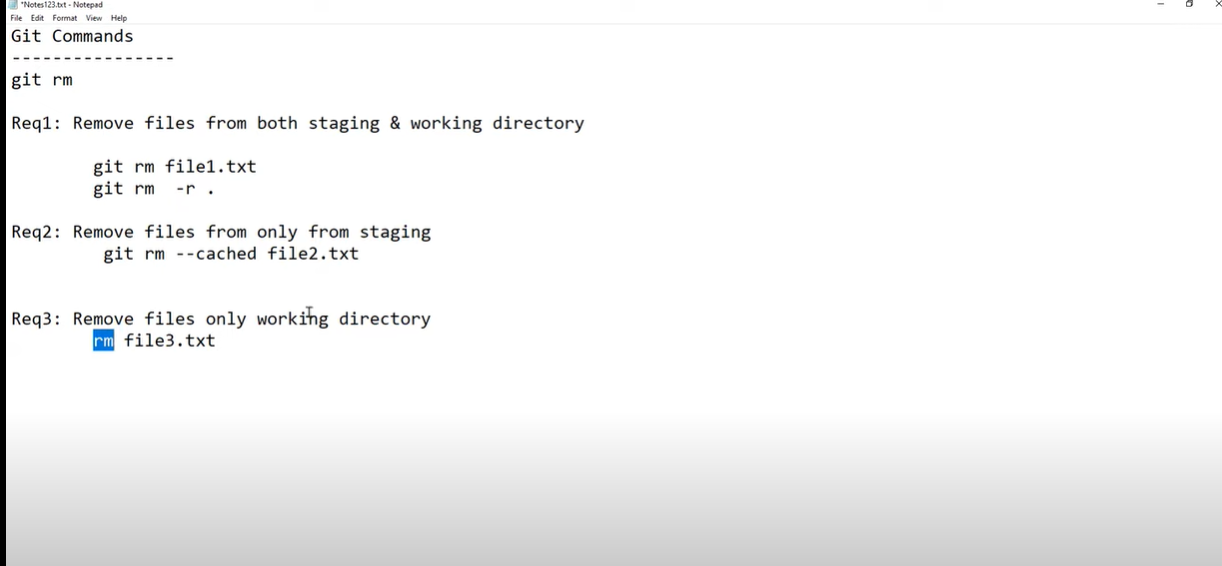 *Notes123.txt - Notepad
File Edit Format View Help
Git Commands
----------------
git rm
Req1: Remove files from both staging & working directory
git rm file1.txt
git rm  -r .
Req2: Remove files from only from staging
git rm --cached file2.txt
Req3: Remove files only working directory
rm file3.txt